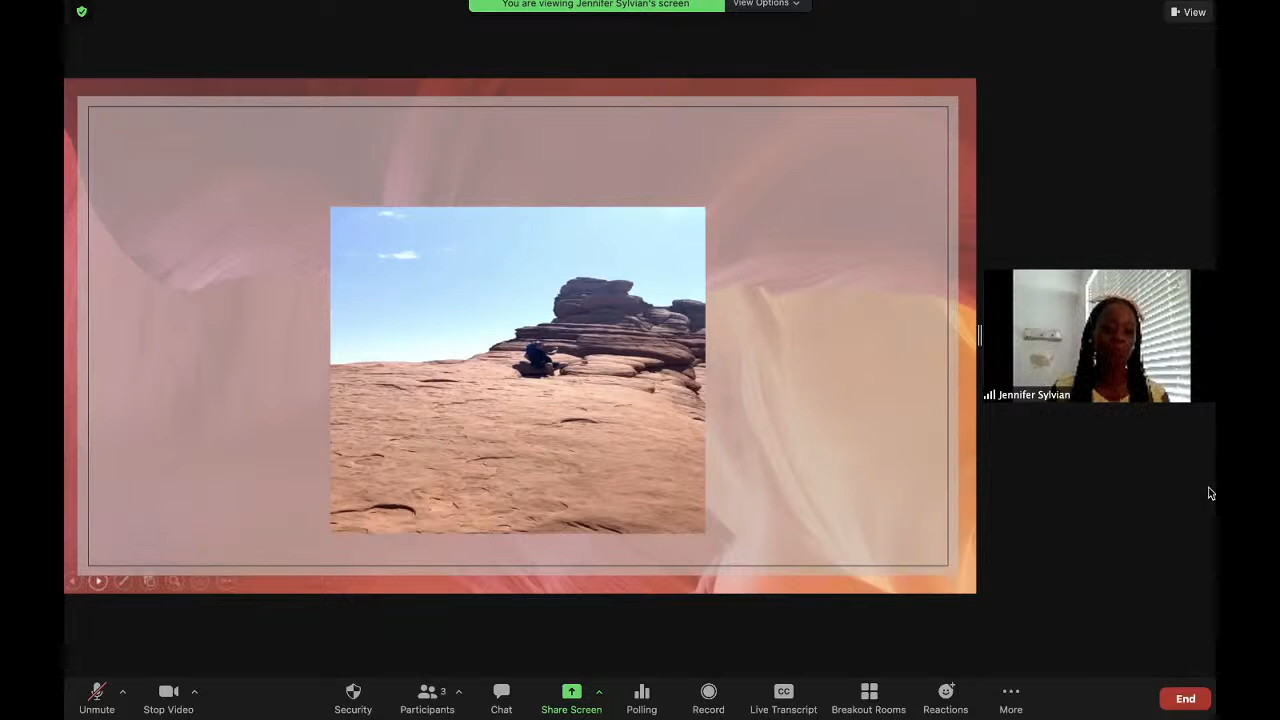 You are viewing Jennifer Sylvian's screen
View Options
View
Jennifer Sylvian
Unmute
Stop Video
Security
Participants
3
Chat
Share Screen
Polling
Record
CC
Live Transcript
Breakout Rooms
Reactions
More
End